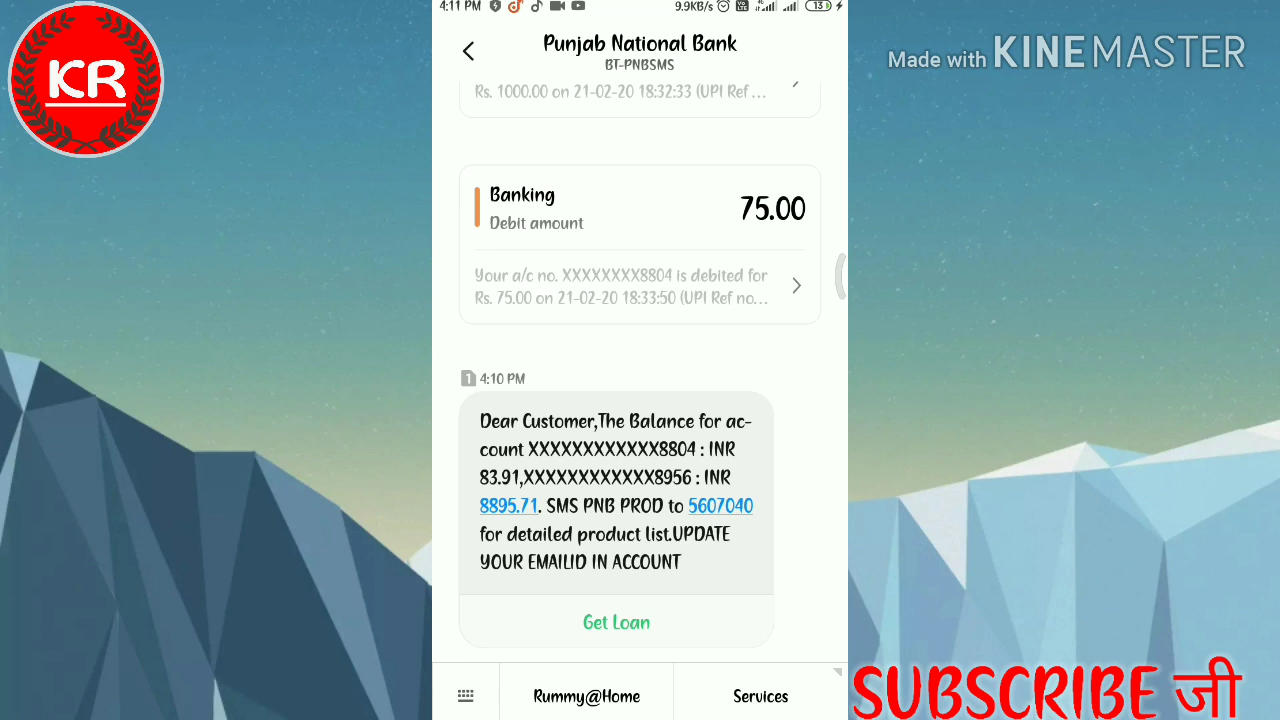 KR
Made with KINEMASTER
4:11 PM
9.9KB/s
13
Punjab National Bank
BT-PNBSMS
Rs. 1000.00 on 21-02-20 18:32:33 (UPI Ref ...
Banking
75.00
Debit amount
Your a/c no. XXXXXXXX8804 is debited for
Rs. 75.00 on 21-02-20 18:33:50 (UPI Ref no...
1 4:10 PM
Dear Customer,The Balance for ac-
count XXXXXXXXXXXX8804 : INR
83.91,XXXXXXXXXXXX8956 : INR
8895.71. SMS PNB PROD to 5607040
for detailed product list.UPDATE
YOUR EMAILID IN ACCOUNT
Get Loan
Rummy@Home
Services
SUBSCRIBE जी